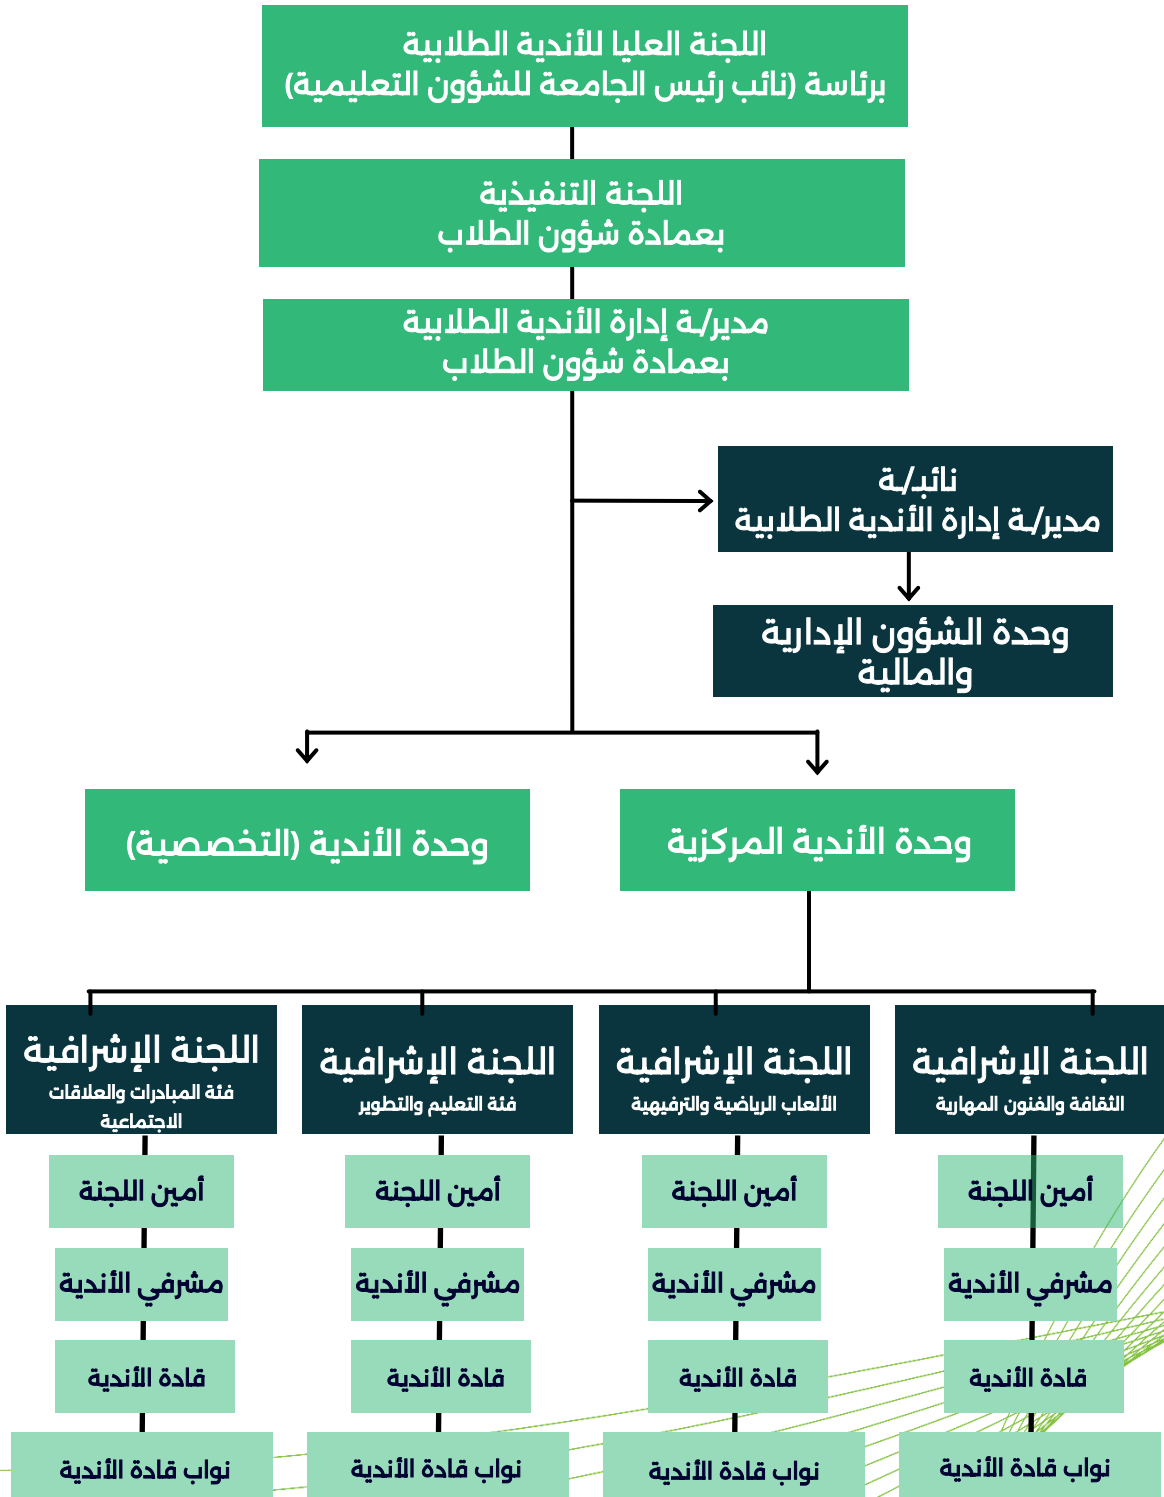 اللجنة العليا للأندية الطلابية
برئاسة (نائب رئيس الجامعة للشؤون التعليمية)
اللجنة التنفيذية
بعمادة شؤون الطلاب
مدير/ـة إدارة الأندية الطلابية
بعمادة شؤون الطلاب
نائبـ/ـة
مدير/ـة إدارة الأندية الطلابية
وحدة الشؤون الإدارية
والمالية
وحدة الأندية المركزية
وحدة الأندية (التخصصية)
اللجنة الإشرافية
الثقافة والفنون المهارية
اللجنة الإشرافية
الألعاب الرياضية والترفيهية
اللجنة الإشرافية
فئة التعليم والتطوير
اللجنة الإشرافية
فئة المبادرات والعلاقات
الاجتماعية
أمين اللجنة
أمين اللجنة
أمين اللجنة
أمين اللجنة
مشرفي الأندية
مشرفي الأندية
مشرفي الأندية
مشرفي الأندية
قادة الأندية
قادة الأندية
قادة الأندية
قادة الأندية
نواب قادة الأندية
نواب قادة الأندية
نواب قادة الأندية
نواب قادة الأندية